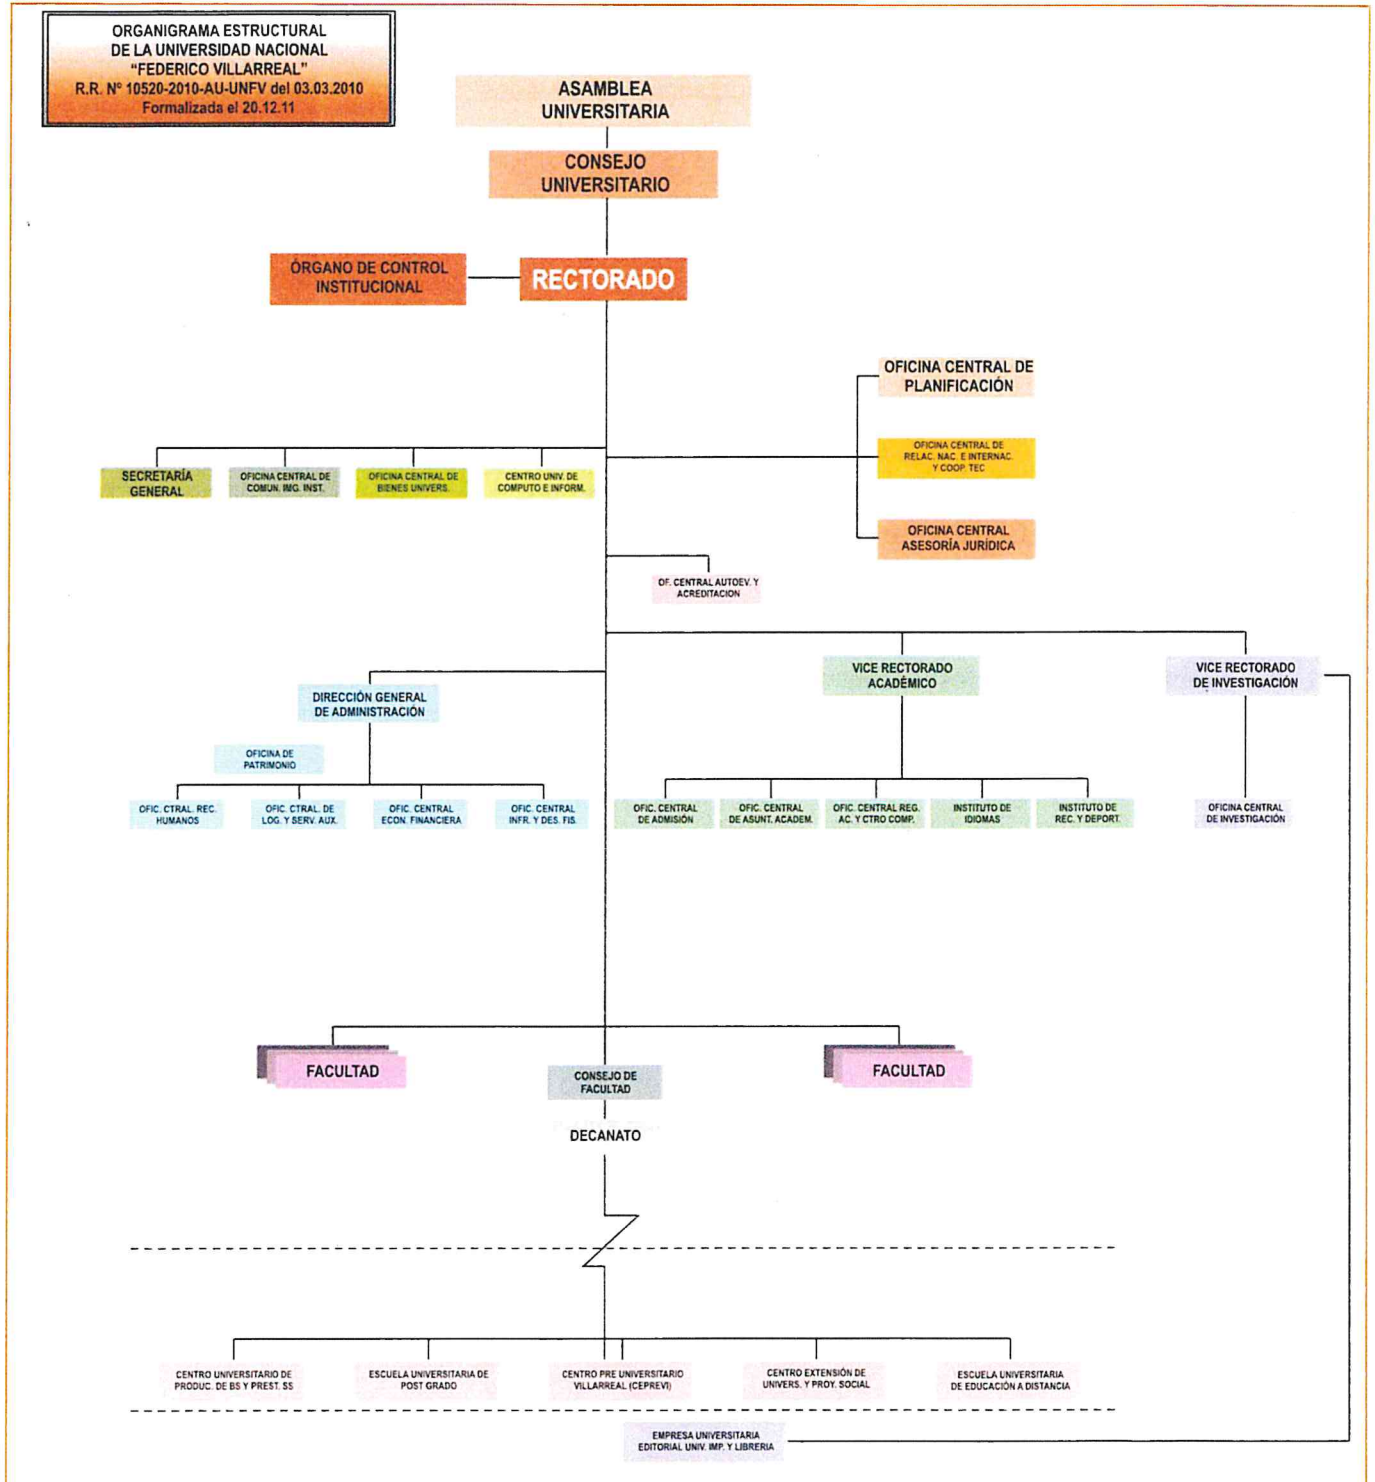 ORGANIGRAMA ESTRUCTURAL
DE LA UNIVERSIDAD NACIONAL
“FEDERICO VILLARREAL”
R.R. Nº 10520-2010-AU-UNFV del 03.03.2010
Formalizada el 20.12.11
ASAMBLEA
UNIVERSITARIA
CONSEJO
UNIVERSITARIO
ÓRGANO DE CONTROL
INSTITUCIONAL
RECTORADO
OFICINA CENTRAL DE
PLANIFICACIÓN
OFICINA CENTRAL DE
RELAC. NAC. E INTERNAC.
Y COOP. TEC
OFICINA CENTRAL
ASESORÍA JURÍDICA
SECRETARÍA
GENERAL
OFICINA CENTRAL DE
COMUN. IMG. INST.
OFICINA CENTRAL DE
BIENES UNIVERS.
CENTRO UNIV. DE
COMPUTO E INFORM.
OF. CENTRAL AUTOEV. Y
ACREDITACION
DIRECCIÓN GENERAL
DE ADMINISTRACIÓN
VICE RECTORADO
ACADÉMICO
VICE RECTORADO
DE INVESTIGACIÓN
OFICINA DE
PATRIMONIO
OFIC. CTRAL. REC.
HUMANOS
OFIC. CTRAL. DE
LOG. Y SERV. AUX.
OFIC. CENTRAL
ECON. FINANCIERA
OFIC. CENTRAL
INFR. Y DES. FIS.
OFIC. CENTRAL
DE ADMISIÓN
OFIC. CENTRAL
DE ASUNT. ACADEM.
OFIC. CENTRAL REG.
AC. Y CTRO COMP.
INSTITUTO DE
IDIOMAS
INSTITUTO DE
REC. Y DEPORT.
OFICINA CENTRAL
DE INVESTIGACIÓN
FACULTAD
CONSEJO DE
FACULTAD
FACULTAD
DECANATO
CENTRO UNIVERSITARIO DE
PRODUC. DE BS Y PREST. SS
ESCUELA UNIVERSITARIA DE
POST GRADO
CENTRO PRE UNIVERSITARIO
VILLARREAL (CEPREVI)
CENTRO EXTENSIÓN DE
UNIVERS. Y PROY. SOCIAL
ESCUELA UNIVERSITARIA
DE EDUCACIÓN A DISTANCIA
EMPRESA UNIVERSITARIA
EDITORIAL UNIV. IMP. Y LIBRERIA